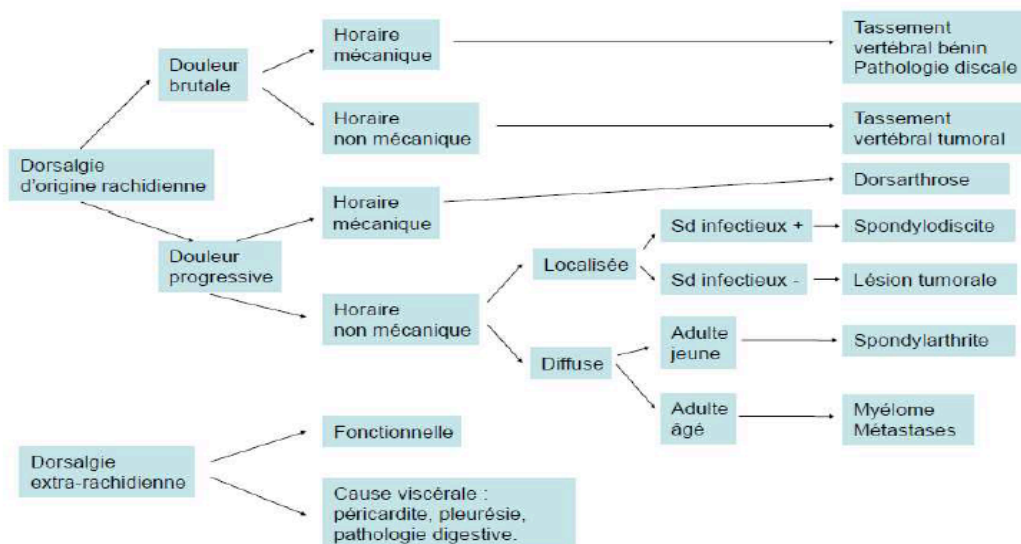 Horaire
mécanique
Tassement
vertébral bénin
Pathologie discale
Douleur
brutale
Horaire
non mécanique
Tassement
vertébral tumoral
Dorsalgie
d'origine rachidienne
Dorsarthrose
Horaire
mécanique
Douleur
progressive
Sd infectieux +
Spondylodiscite
Localisée
Sd infectieux -
Lésion tumorale
Horaire
non mécanique
Adulte
jeune
Spondylarthrite
Diffuse
Adulte
âgé
Myélome
Métastases
Fonctionnelle
Dorsalgie
extra-rachidienne
Cause viscérale :
péricardite, pleurésie,
pathologie digestive.